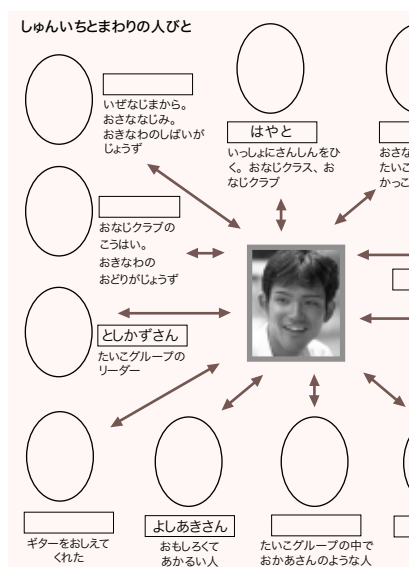 しゅんいちとまわりの人びと
いぜなじまから。
おさななじみ。
おきなわのしばいが
じょうず
はやと
いっしょにさんしんをひ
く。おなじクラス、お
なじクラブ
おさな
たいこ
かっこ
おなじクラブの
こうはい。
おきなわの
おどりがじょうず
としかずさん
たいこグループの
リーダー
ギターをおしえて
くれた
よしあきさん
おもしろくて
あかるい人
たいこグループの中で
おかあさんのような人